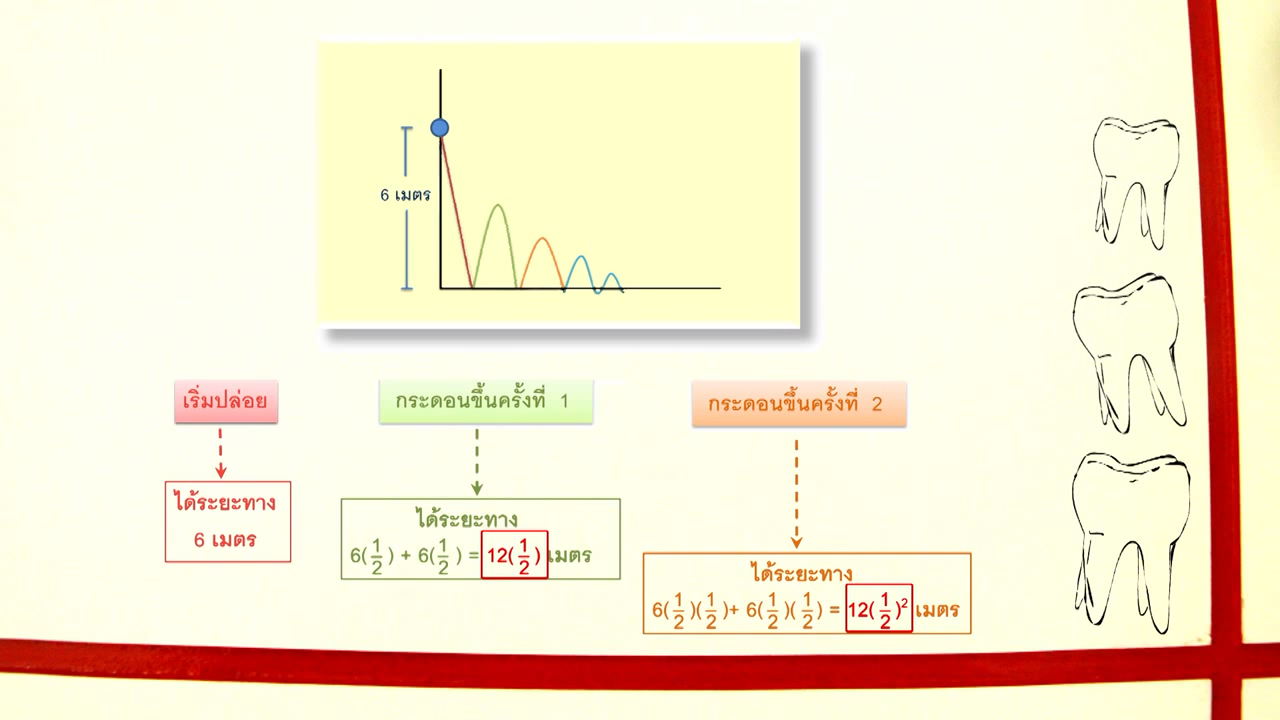 6 เมตร
เริ่มปล่อย
กระดอนขึ้นครั้งที่ 1
กระดอนขึ้นครั้งที่ 2
ได้ระยะทาง
6 เมตร
ได้ระยะทาง
6(1/2) + 6(1/2) = 12(1/2) เมตร
ได้ระยะทาง
6(1/2)(1/2)+ 6(1/2)(1/2) = 12(1/2)² เมตร